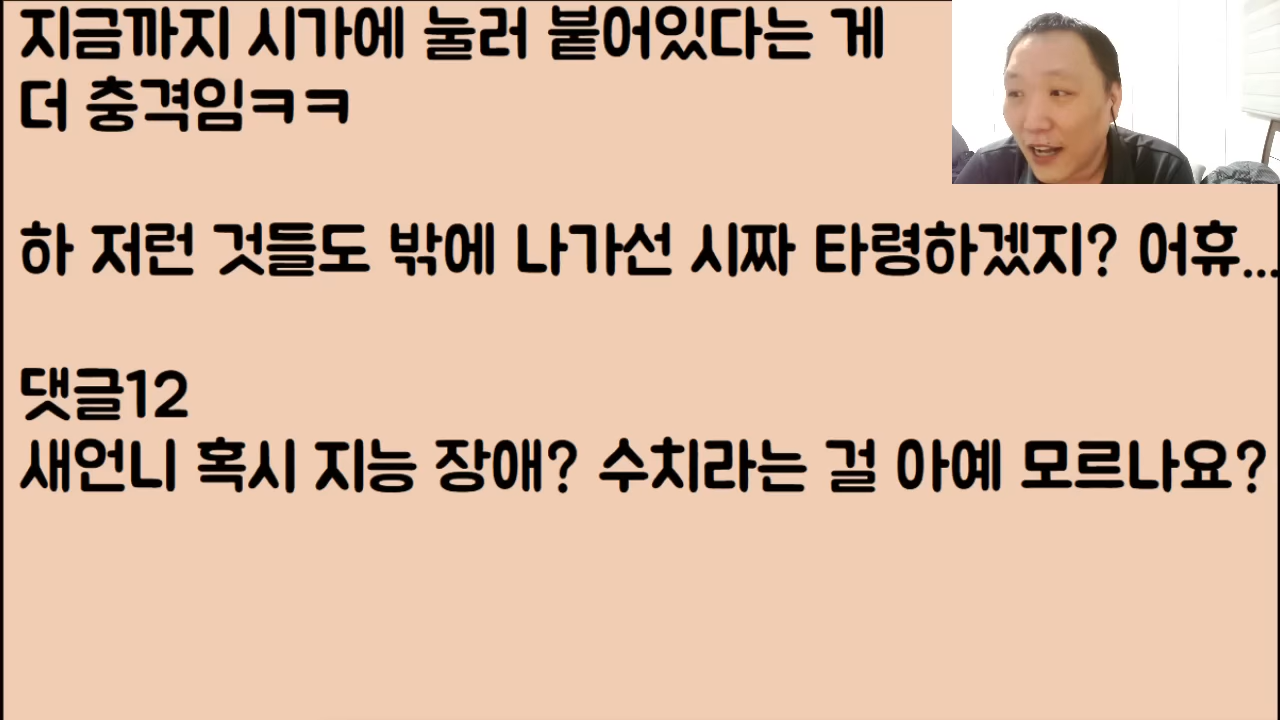 지금까지 시가에 눌러 붙어있다는 게
더 충격임ㅋㅋ
하 저런 것들도 밖에 나가선 시짜 타령하겠지? 어휴...
댓글12
새언니 혹시 지능 장애? 수치라는 걸 아예 모르나요?